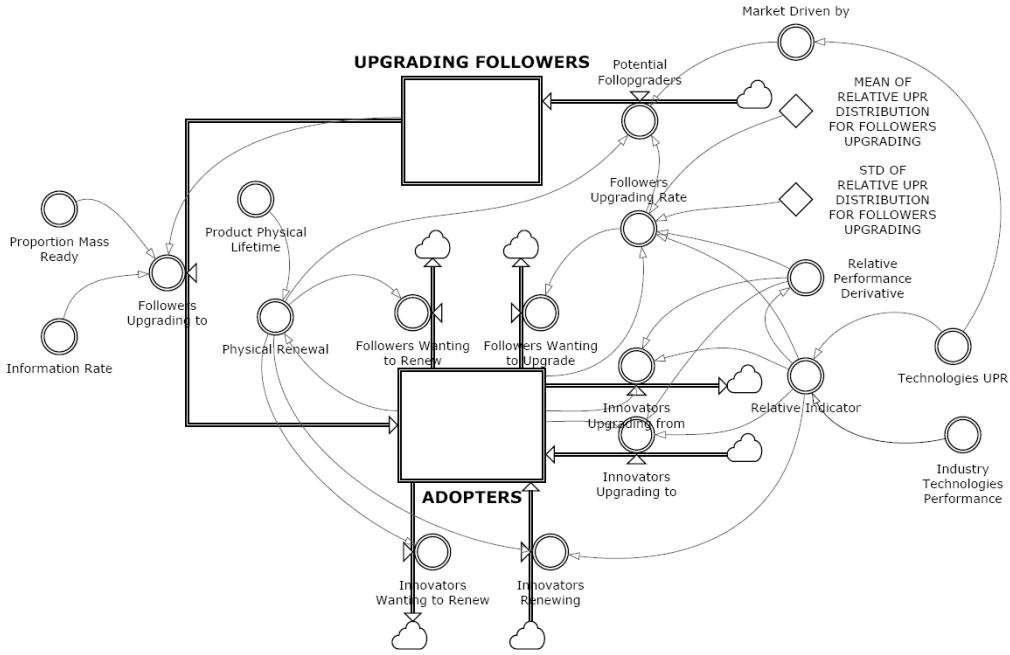 Market Driven by
UPGRADING FOLLOWERS
Potential
Follopgraders
MEAN OF
RELATIVE UPR
DISTRIBUTION
FOR FOLLOWERS
UPGRADING
STD OF
RELATIVE UPR
DISTRIBUTION
FOR FOLLOWERS
UPGRADING
Followers
Upgrading Rate
Product Physical
Lifetime
Proportion Mass
Ready
Relative
Performance
Derivative
Followers
Upgrading to
Physical Renewal
Followers Wanting
to Renew
Followers Wanting
to Upgrade
Information Rate
Technologies UPR
Innovators
Upgrading from
Relative Indicator
Innovators
Upgrading to
Industry
Technologies
Performance
ADOPTERS
Innovators
Wanting to Renew
Innovators
Renewing